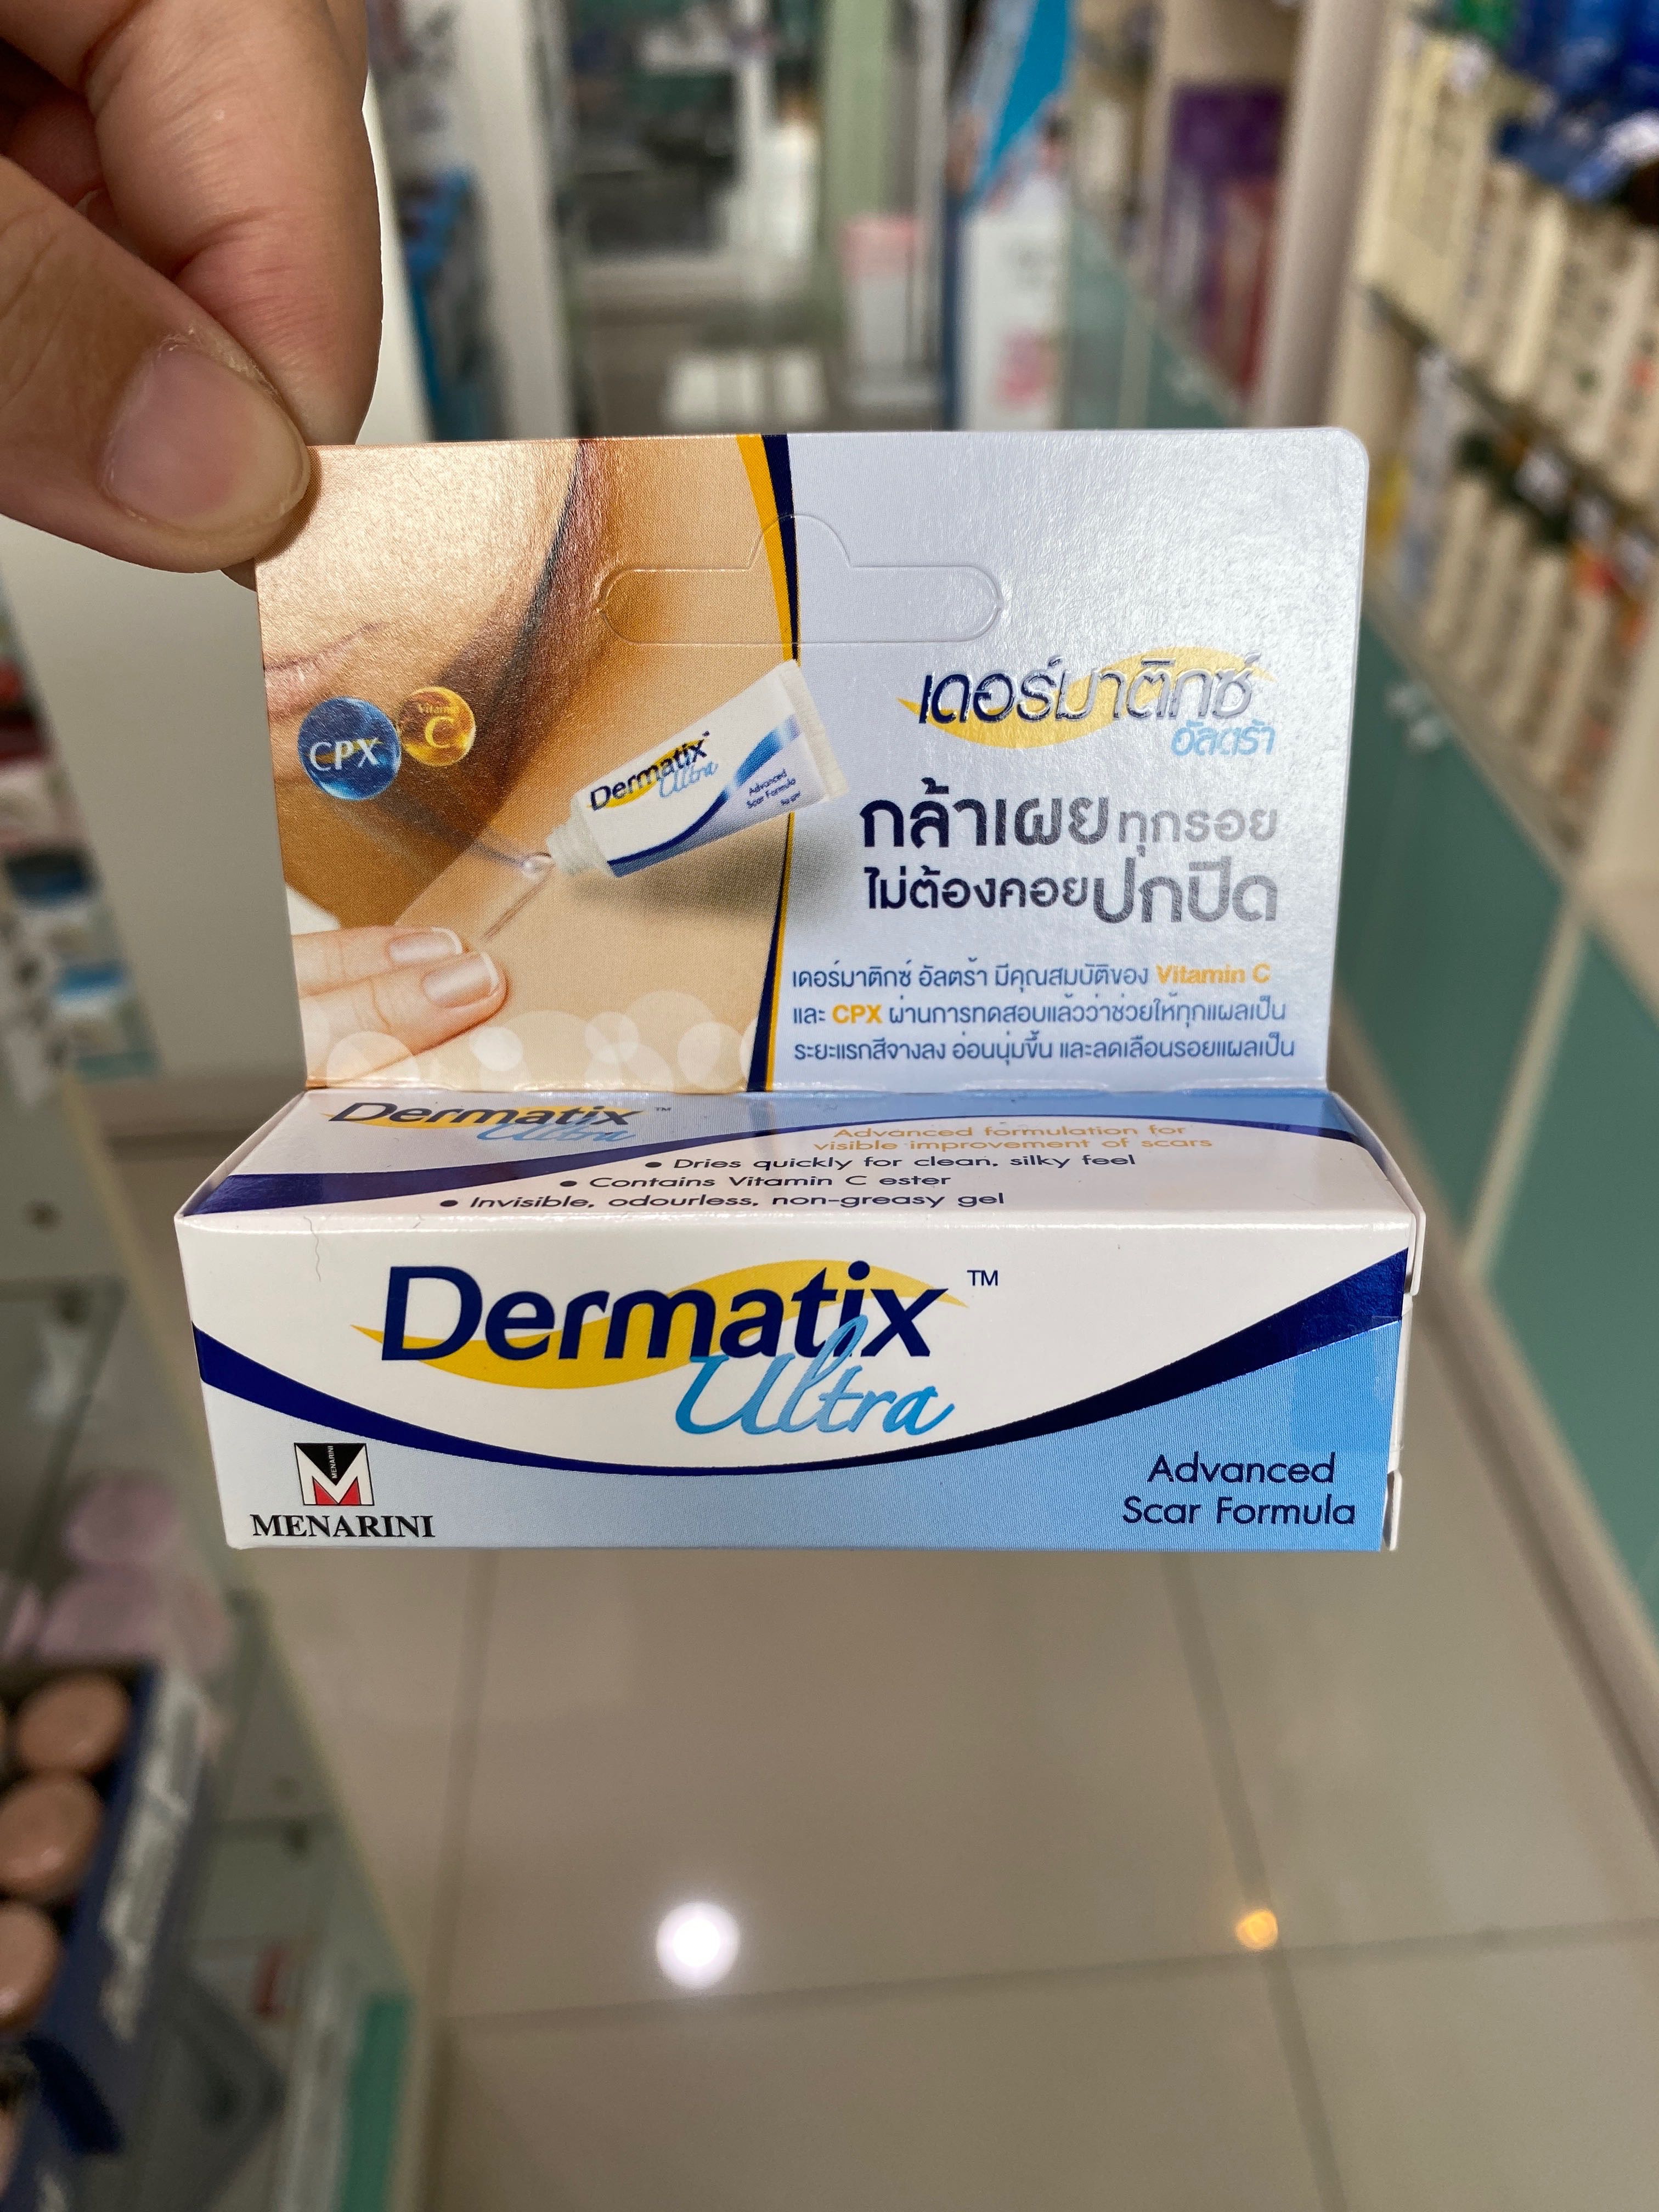 CPX
Vitamin
C
Dermatix™
Ultra
Advanced
Scar Formula
เดอร์มาติกซ์
อัลตร้า
กล้าเผยทุกรอย
ไม่ต้องคอยปกปิด
เดอร์มาติกซ์ อัลตร้า มีคุณสมบัติของ Vitamin C
และ CPX ผ่านการทดสอบแล้วว่าช่วยให้ทุกแผลเป็น
ระยะแรกสีจางลง อ่อนนุ่มขึ้น และลดเลือนรอยแผลเป็น
Dermatix™
Ultra
Advanced formulation for
visible improvement of scars
• Dries quickly for clean, silky feel
• Contains Vitamin C ester
• Invisible, odourless, non-greasy gel
Dermatix™
Ultra
MENARINI
MENARINI
Advanced
Scar Formula